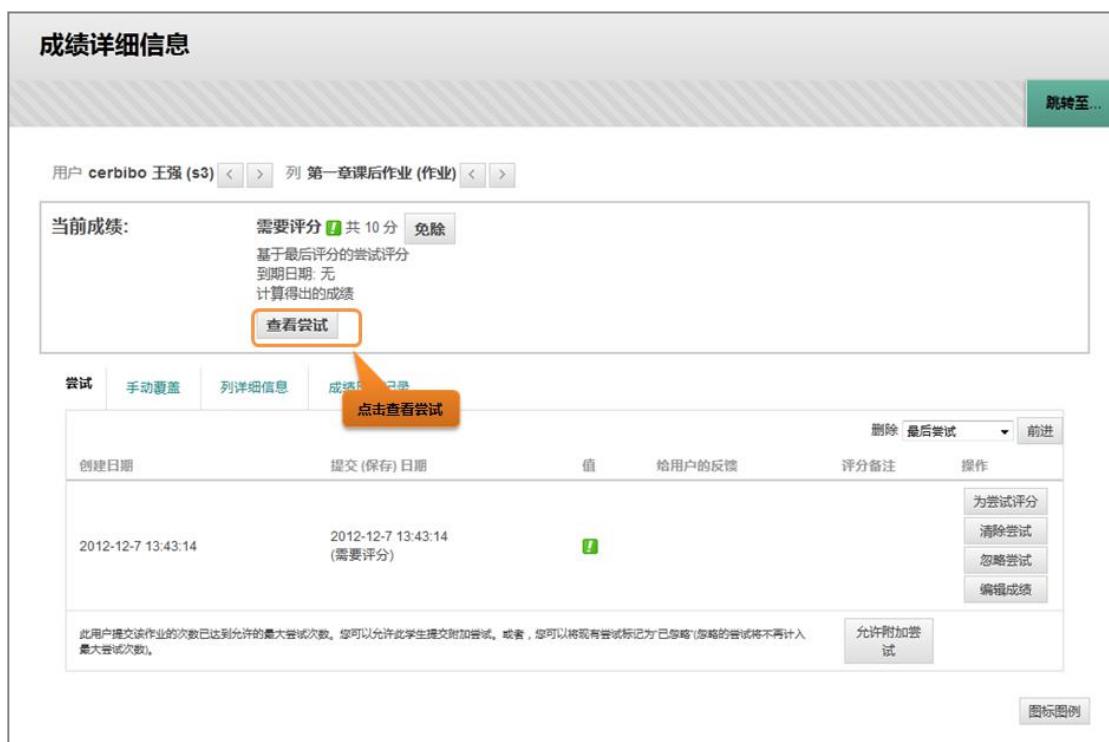 成绩详细信息
跳转至...
用户 cerbibo 王强 (s3) < > 列 第一章课后作业 (作业) < >
当前成绩: 需要评分 ! 共 10 分 免除
基于最后评分的尝试评分
到期日期: 无
计算得出的成绩
查看尝试
尝试 手动覆盖 列详细信息 成绩 记录
点击查看尝试
删除 最后尝试 前进
创建日期 提交 (保存) 日期 值 给用户的反馈 评分备注 操作
为尝试评分
2012-12-7 13:43:14 2012-12-7 13:43:14 ! 清除尝试
(需要评分) 忽略尝试
编辑成绩
此用户提交该作业的次数已达到允许的最大尝试次数。您可以允许此学生提交附加尝试。或者，您可以将现有尝试标记为“已忽略”(忽略的尝试将不再计入
最大尝试次数)。
允许附加尝
试
图标图例